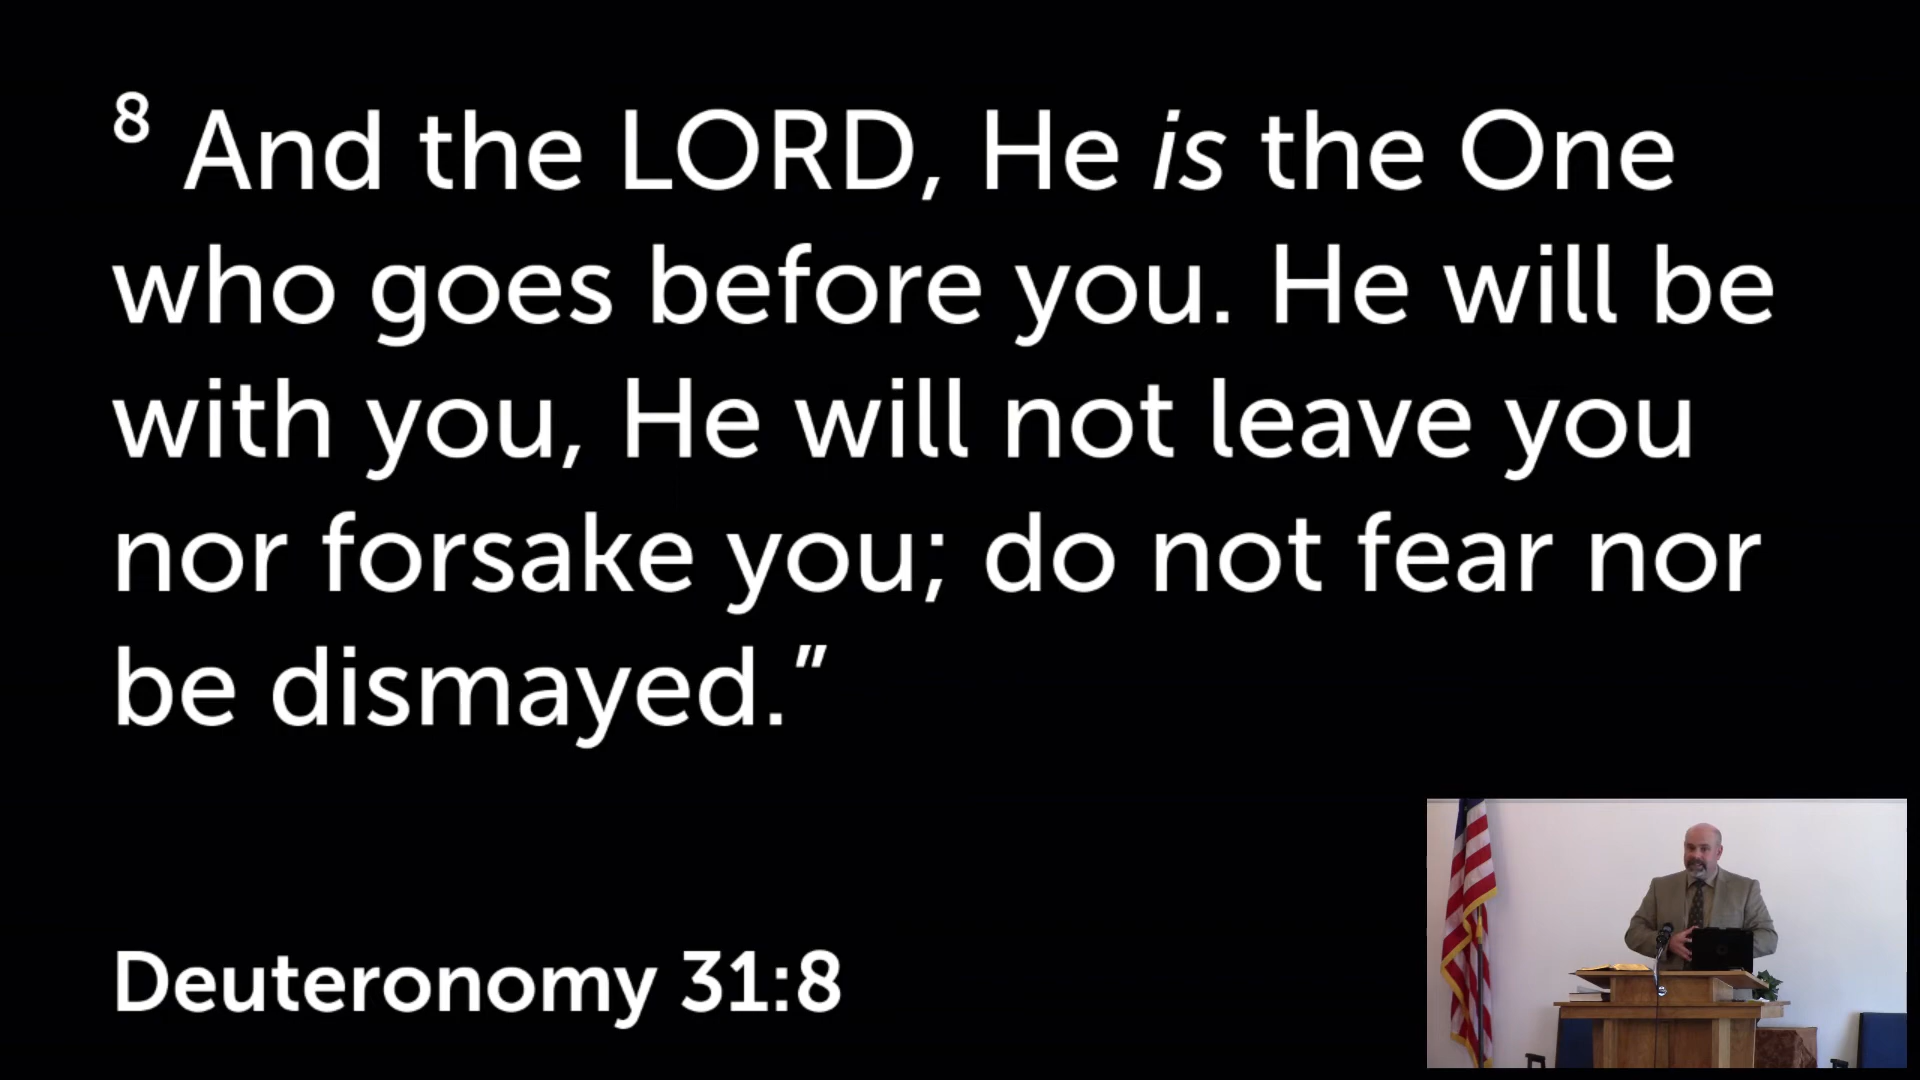 8 And the LORD, He is the One
who goes before you. He will be
with you, He will not leave you
nor forsake you; do not fear nor
be dismayed.”
Deuteronomy 31:8